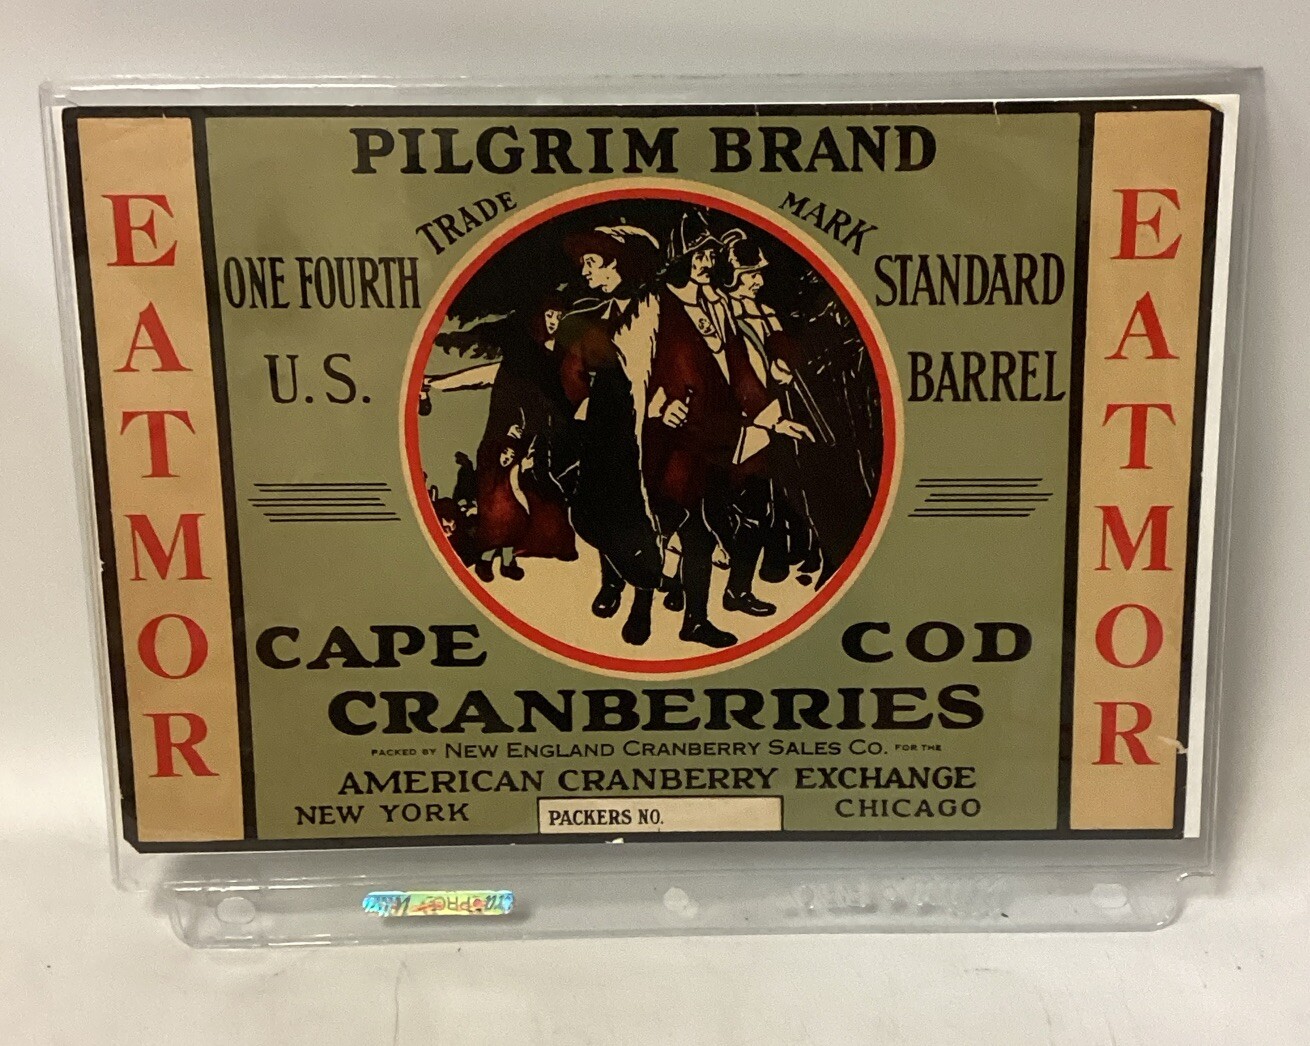 PILGRIM BRAND
TRADE MARK
ONE FOURTH
U.S.
STANDARD
BARREL
EATMOR
EATMOR
CAPE COD
CRANBERRIES
PACKED BY NEW ENGLAND CRANBERRY SALES CO. FOR THE
AMERICAN CRANBERRY EXCHANGE
NEW YORK
CHICAGO
PACKERS NO.